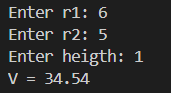 Enter r1: 6
Enter r2: 5
Enter heigth: 1
V = 34.54